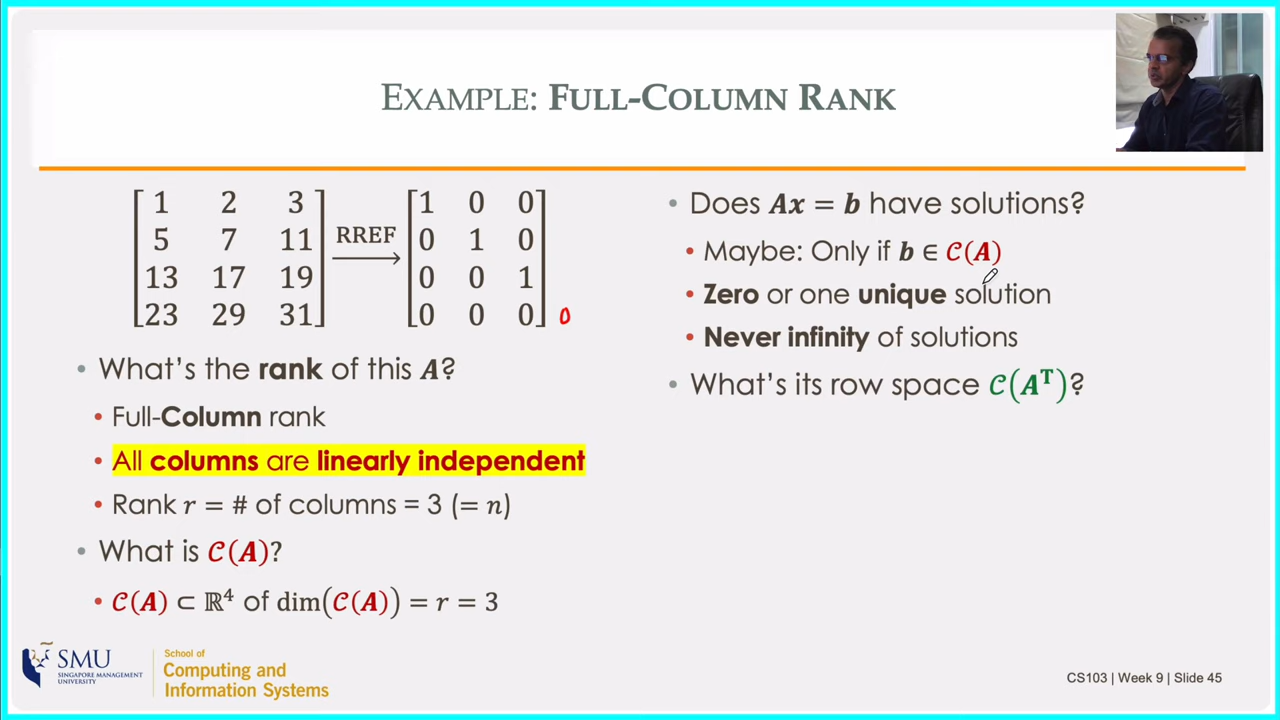 EXAMPLE: FULL-COLUMN RANK
[1 2 3; 5 7 11; 13 17 19; 23 29 31] RREF → [1 0 0; 0 1 0; 0 0 1; 0 0 0] 0
• What's the rank of this A?
• Full-Column rank
• All columns are linearly independent
• Rank r = # of columns = 3 (= n)
• What is 𝒞(A)?
• 𝒞(A) ⊂ ℝ⁴ of dim(𝒞(A)) = r = 3
• Does Ax = b have solutions?
• Maybe: Only if b ∈ 𝒞(A)
• Zero or one unique solution
• Never infinity of solutions
• What's its row space 𝒞(Aᵀ)?
SMU
SINGAPORE MANAGEMENT
UNIVERSITY
School of
Computing and
Information Systems
CS103 | Week 9 | Slide 45